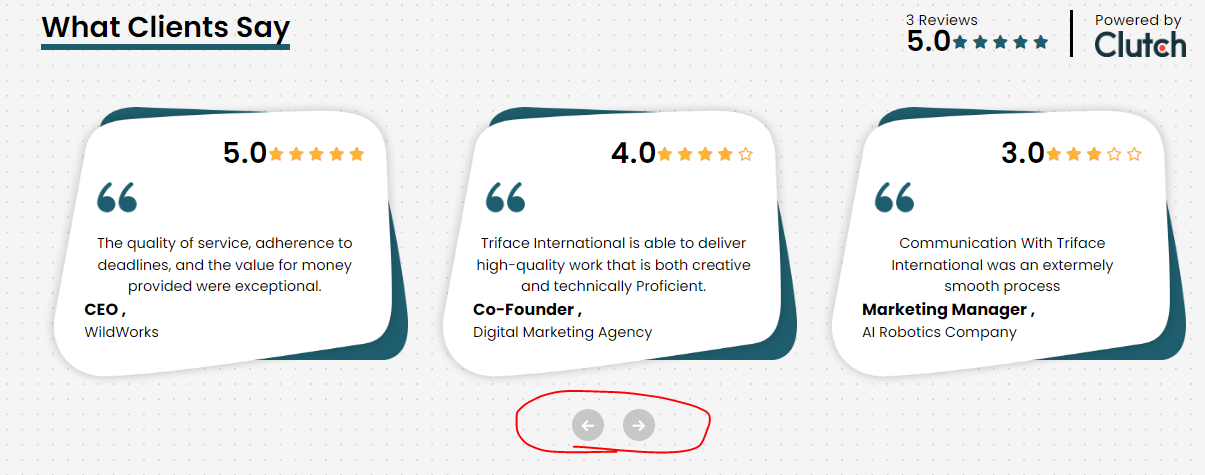 What Clients Say
3 Reviews
5.0
Powered by
Clutch
5.0
The quality of service, adherence to
deadlines, and the value for money
provided were exceptional.
CEO ,
WildWorks
4.0
Triface International is able to deliver
high-quality work that is both creative
and technically Proficient.
Co-Founder ,
Digital Marketing Agency
3.0
Communication With Triface
International was an extermely
smooth process
Marketing Manager ,
AI Robotics Company